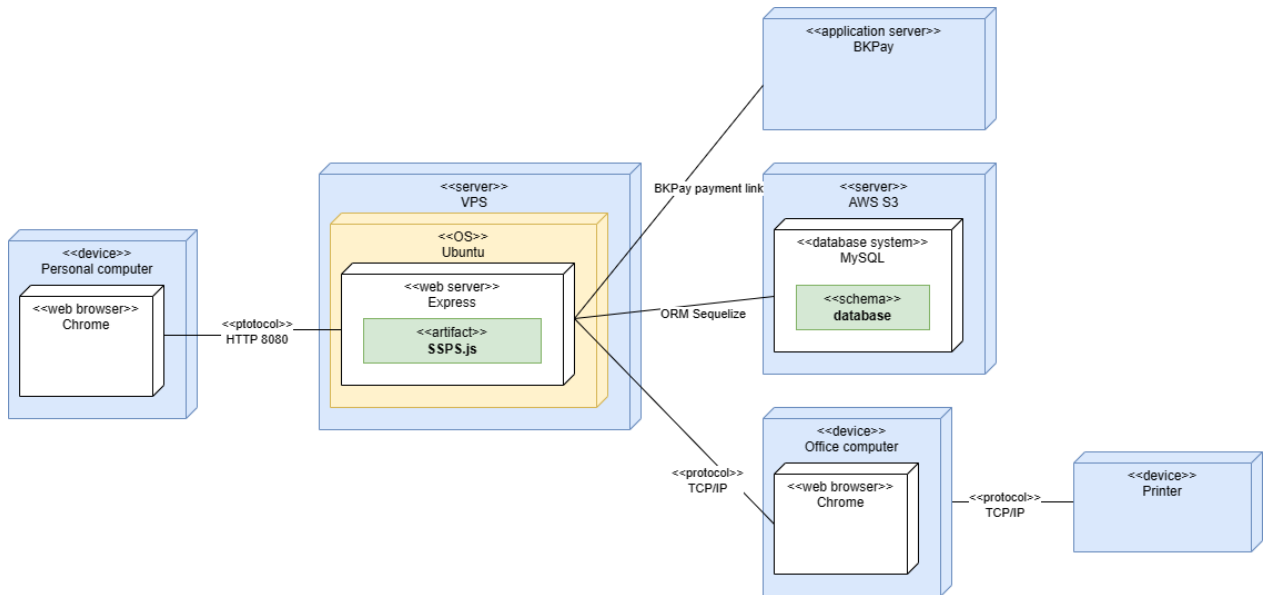 <<application server>>
BKPay
BKPay payment link
<<server>>
VPS
<<OS>>
Ubuntu
<<web server>>
Express
<<artifact>>
SSPS.js
<<server>>
AWS S3
<<database system>>
MySQL
<<schema>>
database
ORM Sequelize
<<device>>
Personal computer
<<web browser>>
Chrome
<<ptotocol>>
HTTP 8080
<<protocol>>
TCP/IP
<<device>>
Office computer
<<web browser>>
Chrome
<<protocol>>
TCP/IP
<<device>>
Printer